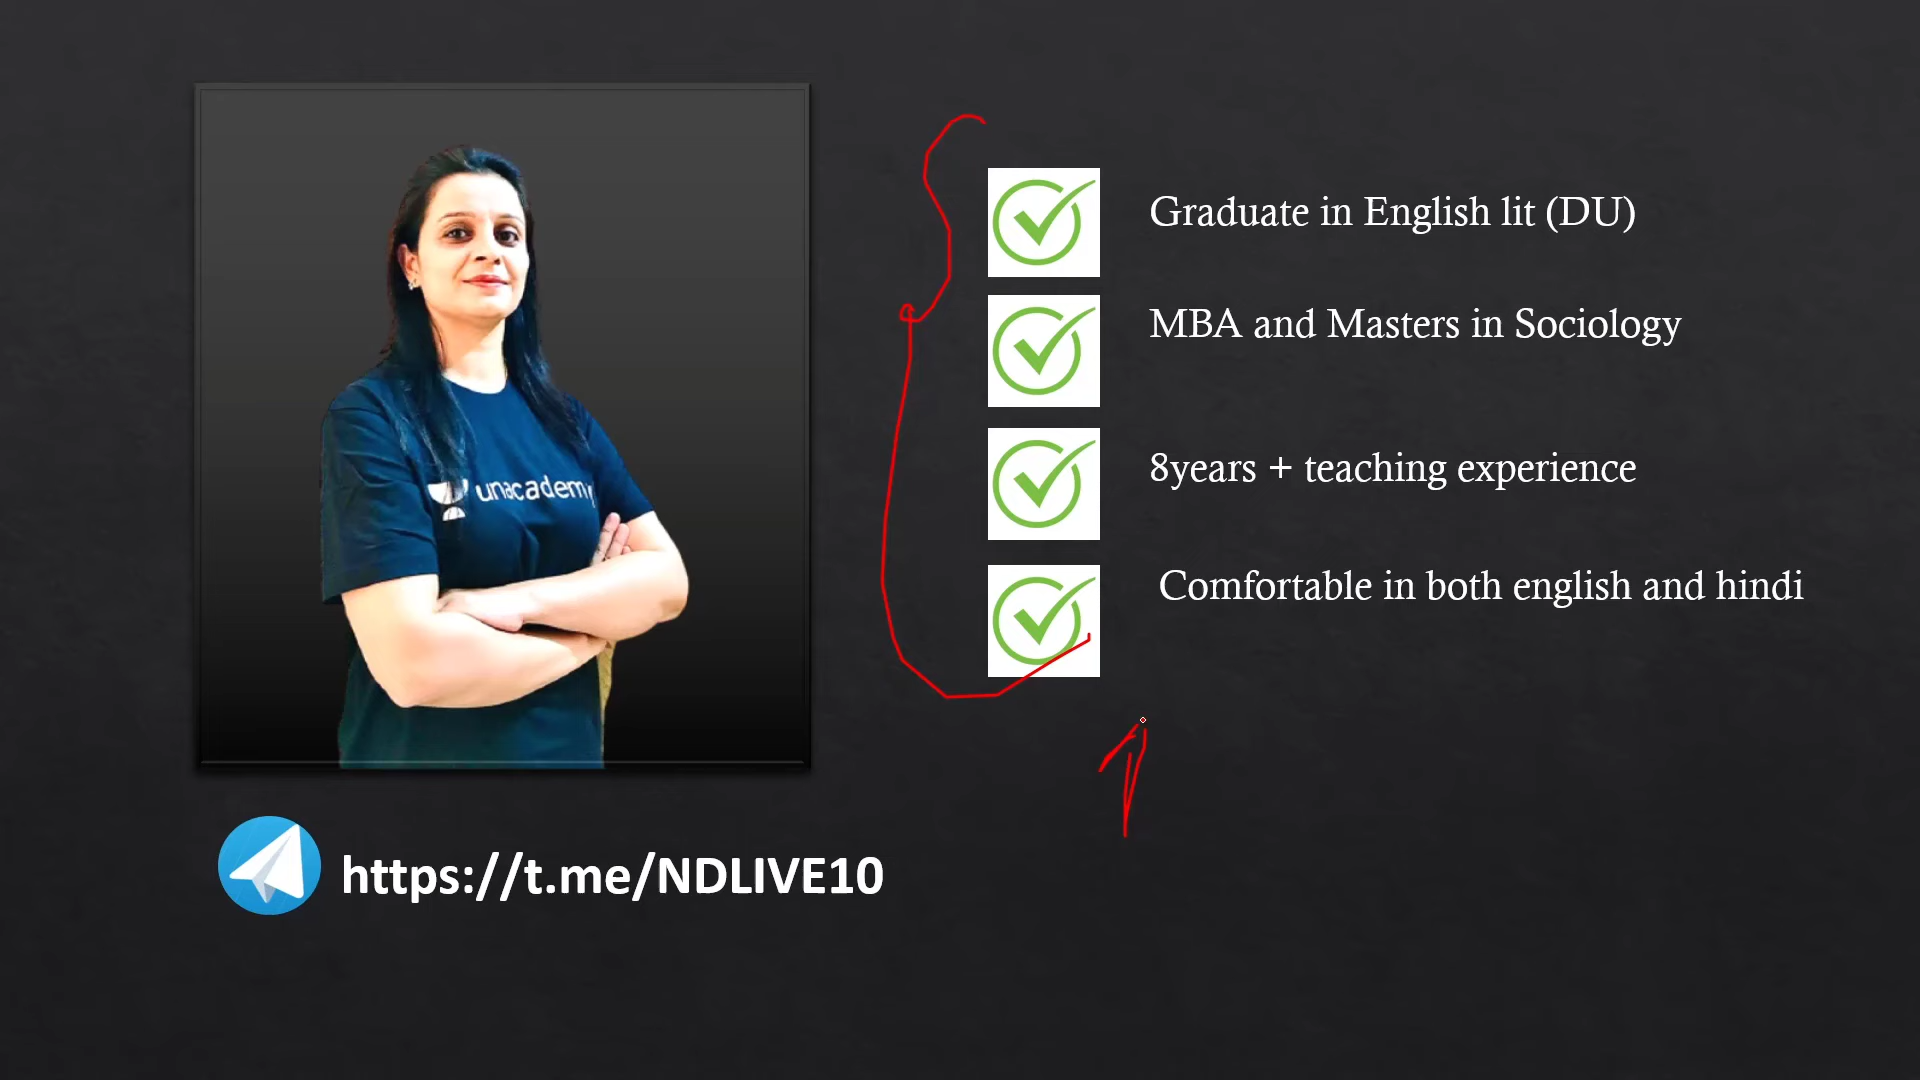 Graduate in English lit (DU)
MBA and Masters in Sociology
8years + teaching experience
Comfortable in both english and hindi
unacademy
https://t.me/NDLIVE10
1